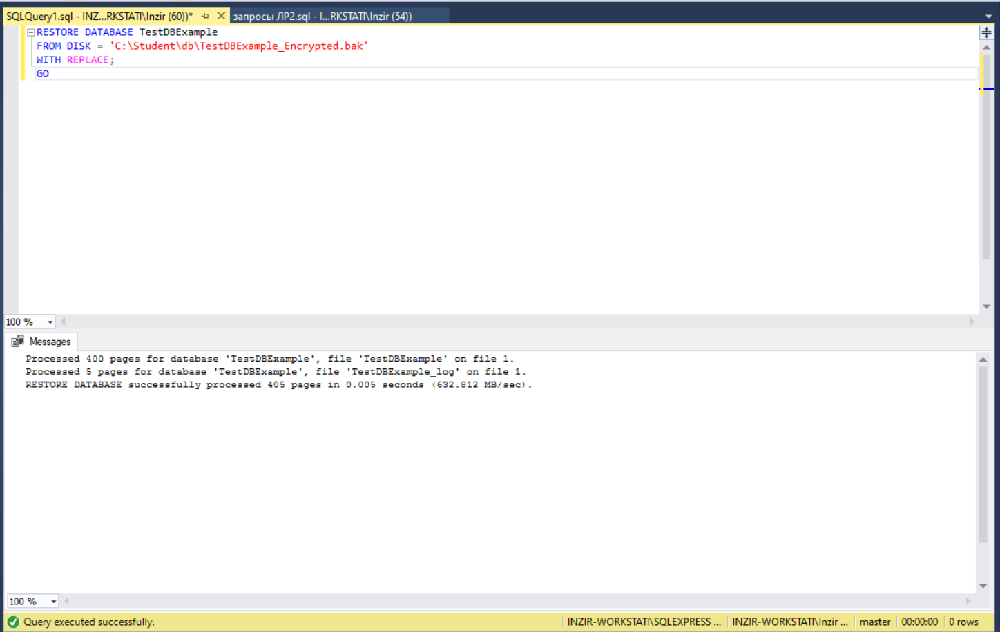 SQLQuery1.sql - INZ...RKSTATI\Inzir (60))*
запросы ЛР2.sql - I...RKSTATI\Inzir (54))
RESTORE DATABASE TestDBExample
FROM DISK = 'C:\Student\db\TestDBExample_Encrypted.bak'
WITH REPLACE;
GO
100 %
Messages
Processed 400 pages for database 'TestDBExample', file 'TestDBExample' on file 1.
Processed 5 pages for database 'TestDBExample', file 'TestDBExample_log' on file 1.
RESTORE DATABASE successfully processed 405 pages in 0.005 seconds (632.812 MB/sec).
100 %
Query executed successfully.
INZIR-WORKSTATI\SQLEXPRESS ...
INZIR-WORKSTATI\Inzir ...
master
00:00:00
0 rows